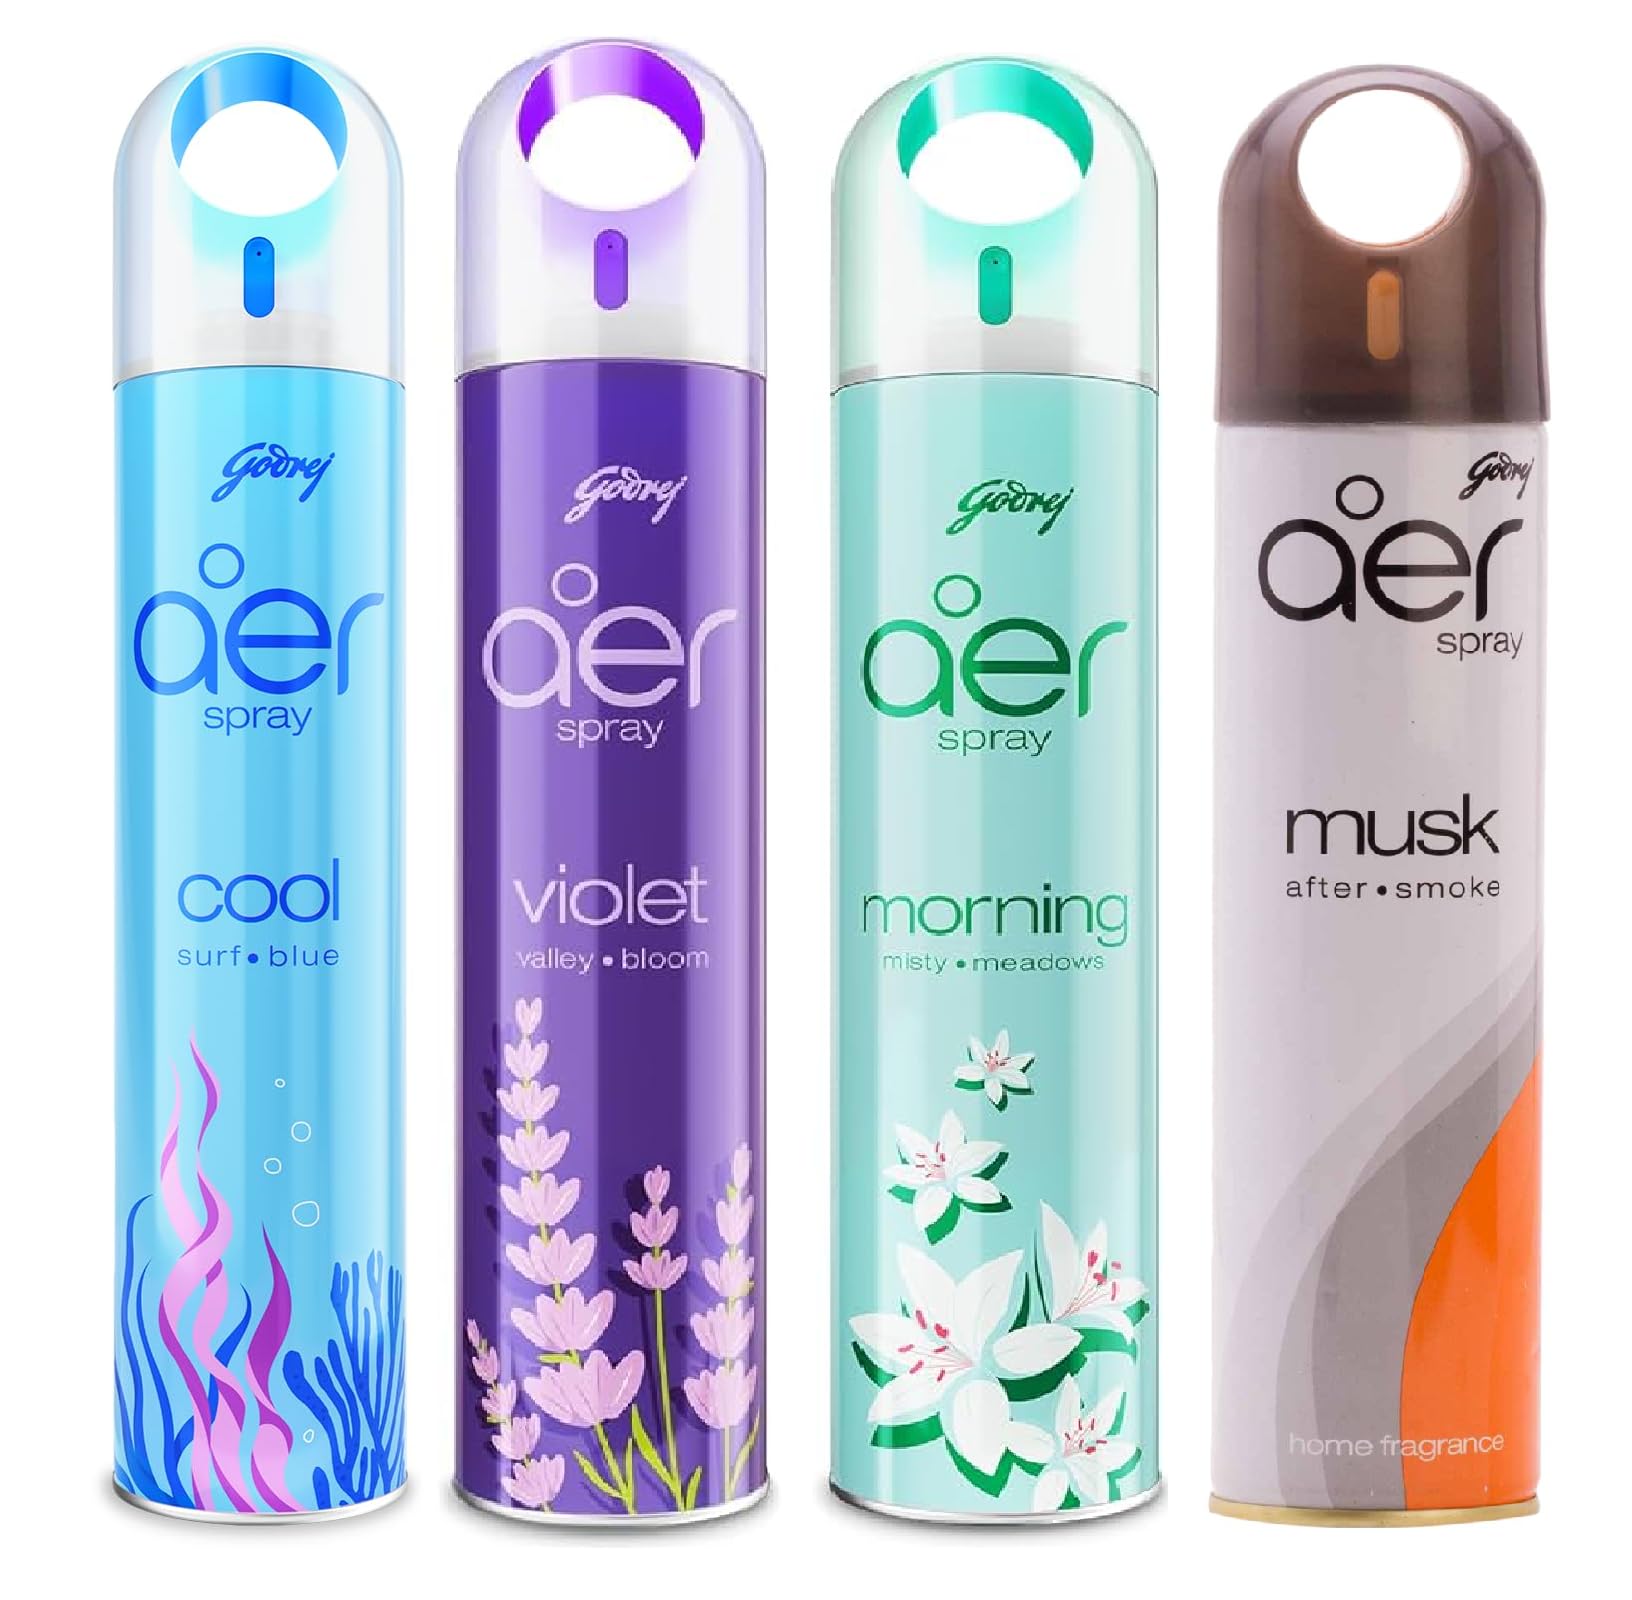 Godrej
aer
spray
cool
surf • blue
Godrej
aer
spray
violet
valley • bloom
Godrej
aer
spray
morning
misty • meadows
Godrej
aer
spray
musk
after • smoke
home fragrance